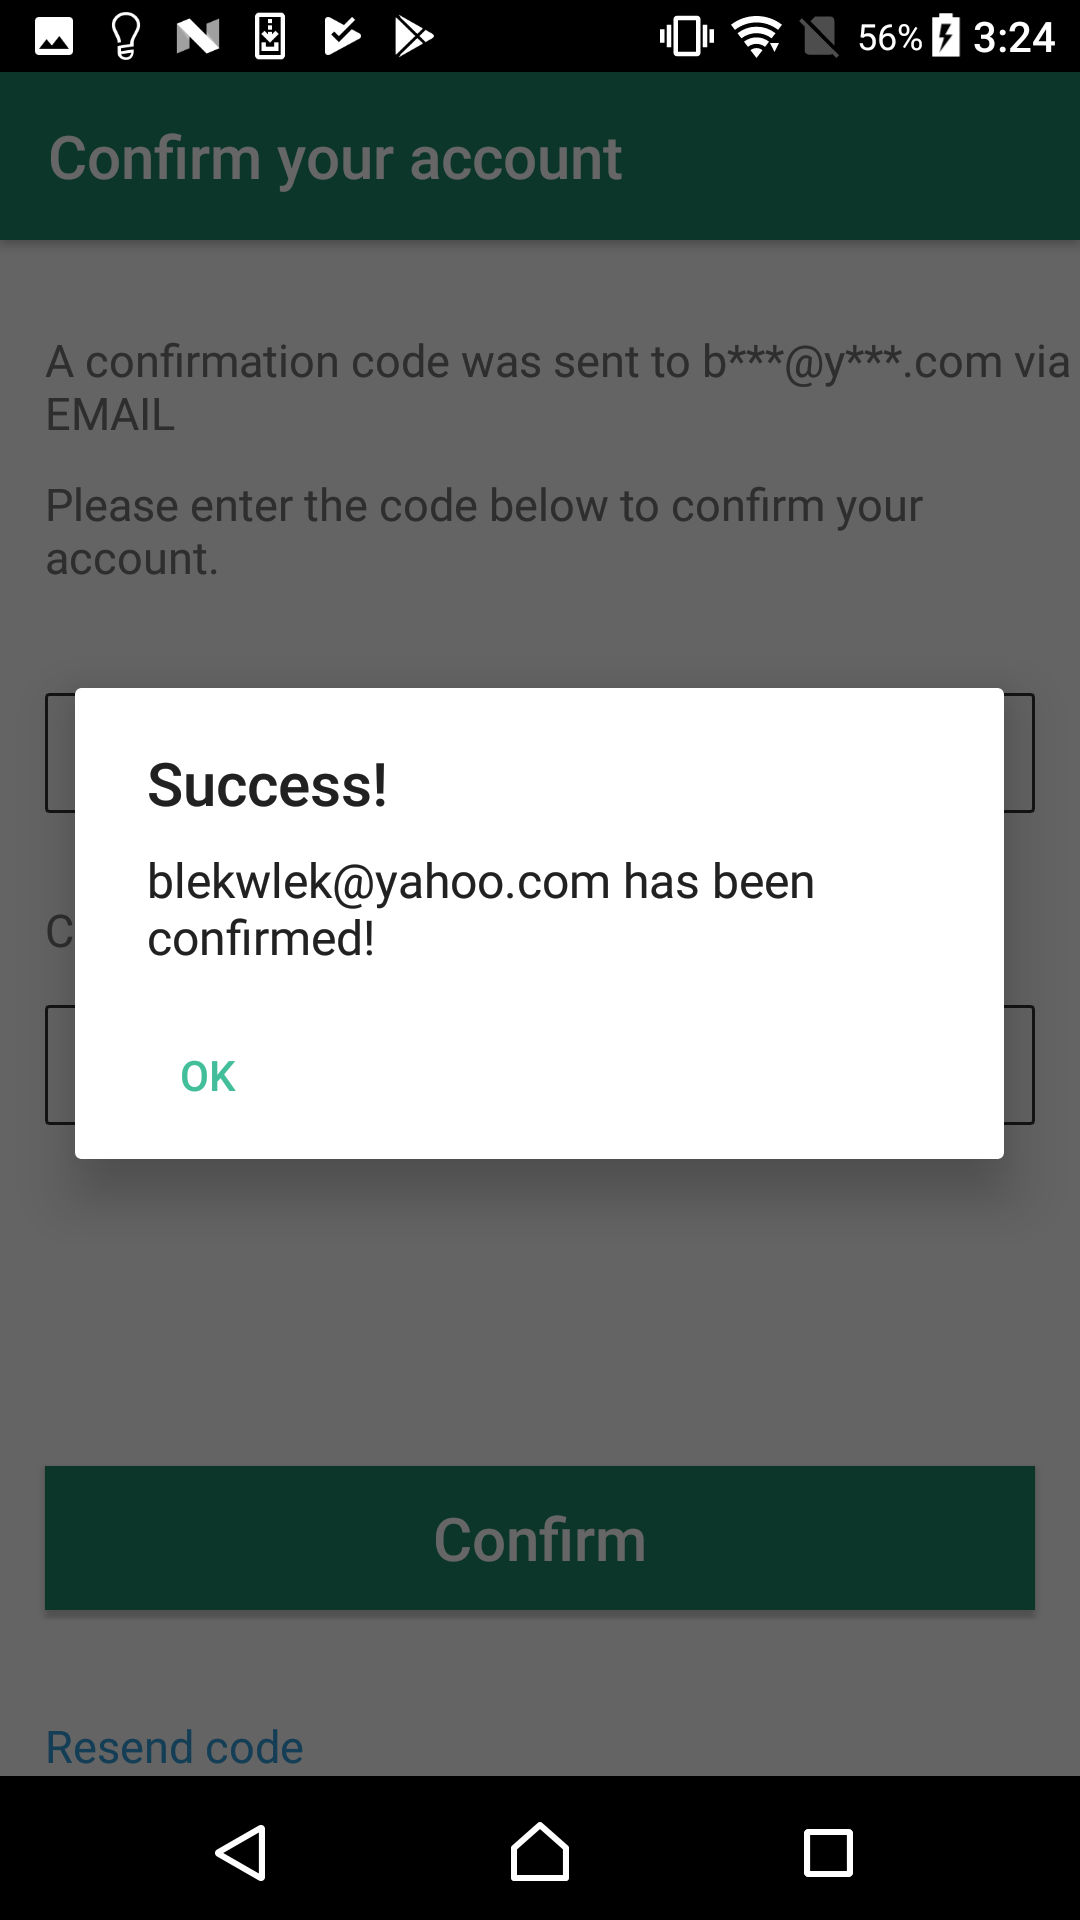 56% 3:24
Confirm your account
A confirmation code was sent to b***@y***.com via
EMAIL
Please enter the code below to confirm your
account.
Success!
blekwlek@yahoo.com has been
confirmed!
C
OK
Confirm
Resend code